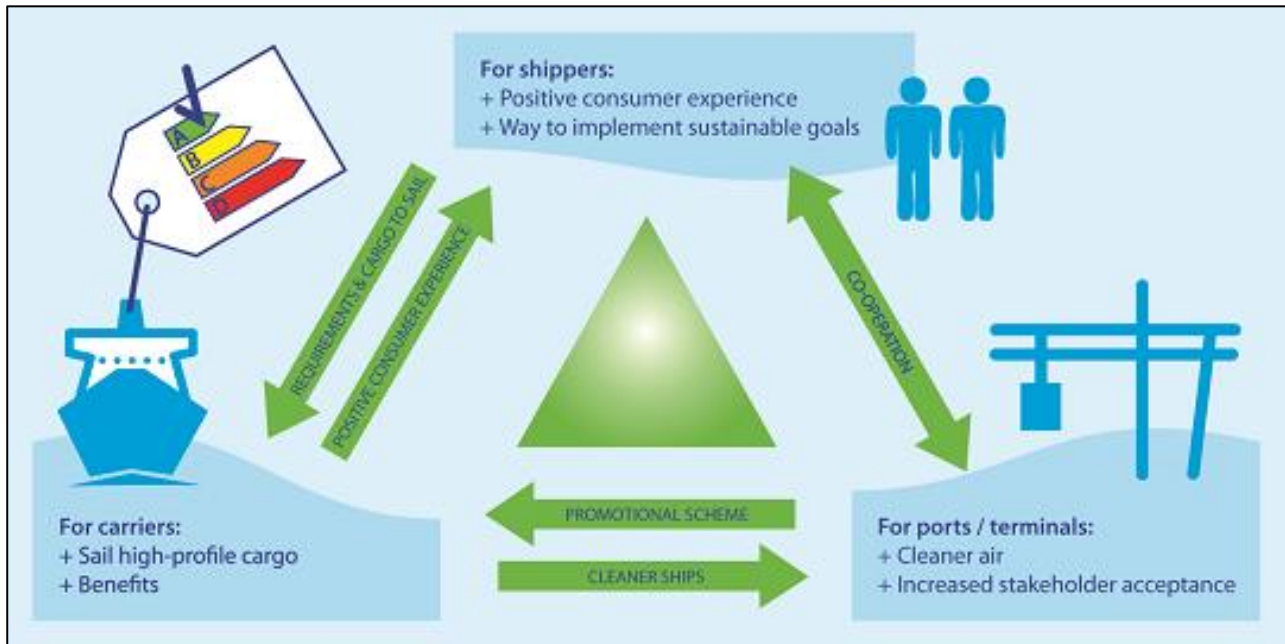 For shippers:
+ Positive consumer experience
+ Way to implement sustainable goals
A
B
C
D
REQUIREMENTS & CARGO TO SAIL
POSITIVE CONSUMER EXPERIENCE
CO-OPERATION
PROMOTIONAL SCHEME
CLEANER SHIPS
For carriers:
+ Sail high-profile cargo
+ Benefits
For ports / terminals:
+ Cleaner air
+ Increased stakeholder acceptance